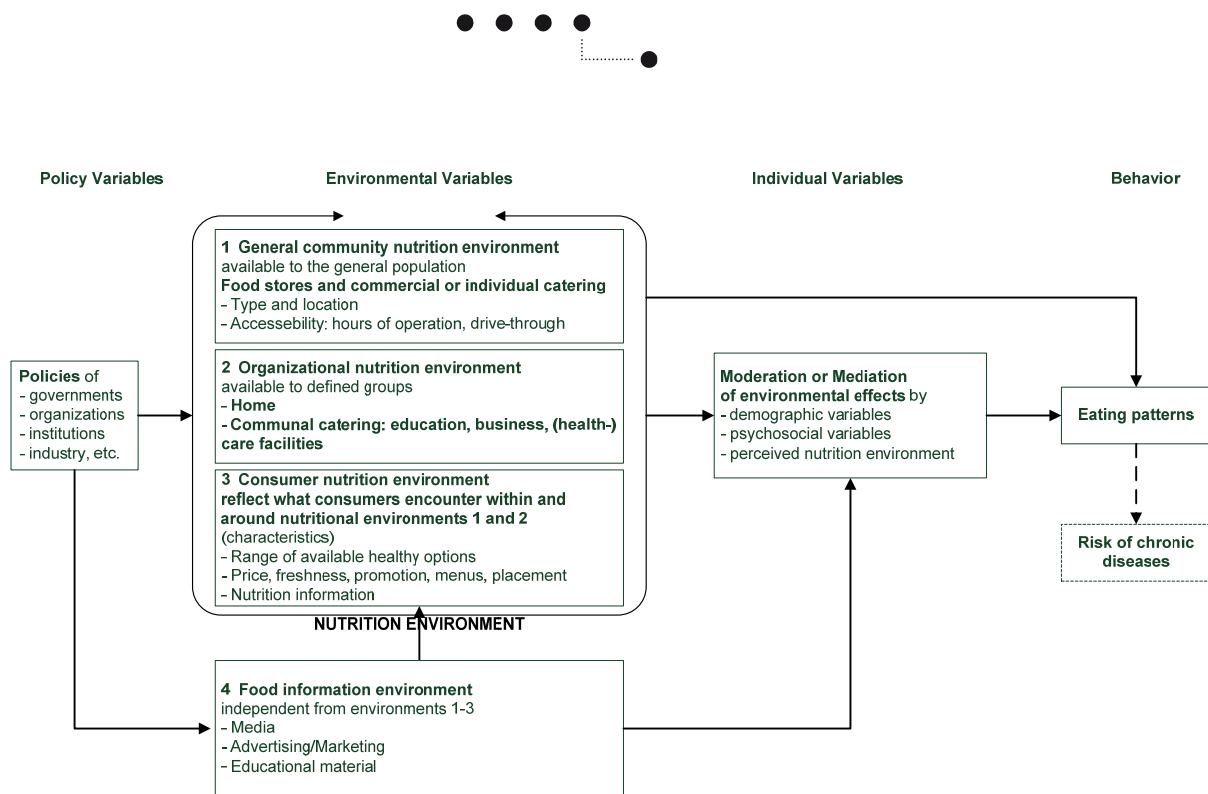 Policy Variables
Environmental Variables
Individual Variables
Behavior
Policies of
- governments
- organizations
- institutions
- industry, etc.
1 General community nutrition environment
available to the general population
Food stores and commercial or individual catering
- Type and location
- Accessebility: hours of operation, drive-through
2 Organizational nutrition environment
available to defined groups
- Home
- Communal catering: education, business, (health-)
care facilities
3 Consumer nutrition environment
reflect what consumers encounter within and
around nutritional environments 1 and 2
(characteristics)
- Range of available healthy options
- Price, freshness, promotion, menus, placement
- Nutrition information
NUTRITION ENVIRONMENT
4 Food information environment
independent from environments 1-3
- Media
- Advertising/Marketing
- Educational material
Moderation or Mediation
of environmental effects by
- demographic variables
- psychosocial variables
- perceived nutrition environment
Eating patterns
Risk of chronic
diseases